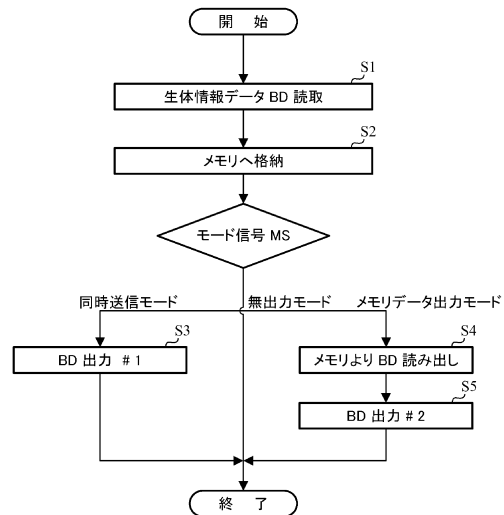 開 始
S1
生体情報データ BD 読取
S2
メモリへ格納
モード信号 MS
同時送信モード 無出力モード メモリデータ出力モード
S3 S4
BD 出力 #1 メモリより BD 読み出し
S5
BD 出力 #2
終 了